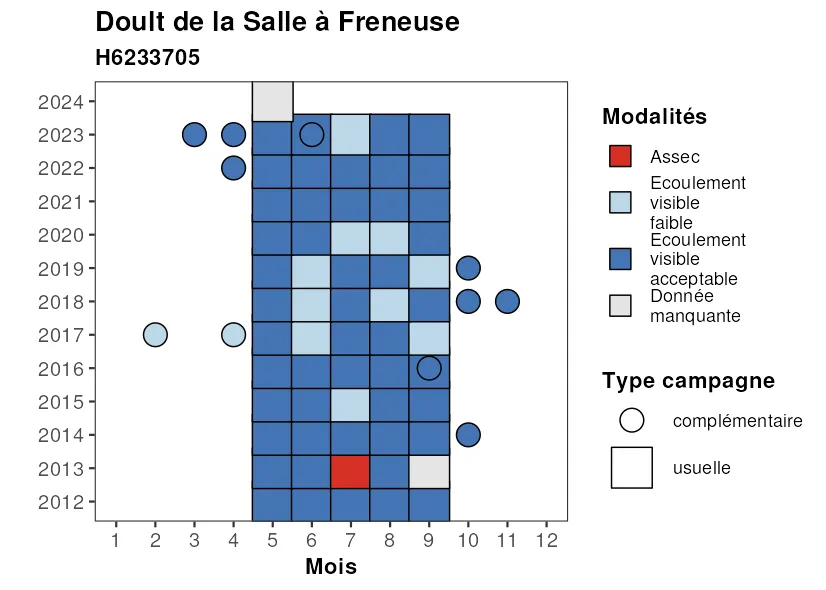 Doult de la Salle à Freneuse
H6233705
2024
2023
2022
2021
2020
2019
2018
2017
2016
2015
2014
2013
2012
1 2 3 4 5 6 7 8 9 10 11 12
Mois
Modalités
Assec
Ecoulement
visible
faible
Ecoulement
visible
acceptable
Donnée
manquante
Type campagne
complémentaire
usuelle